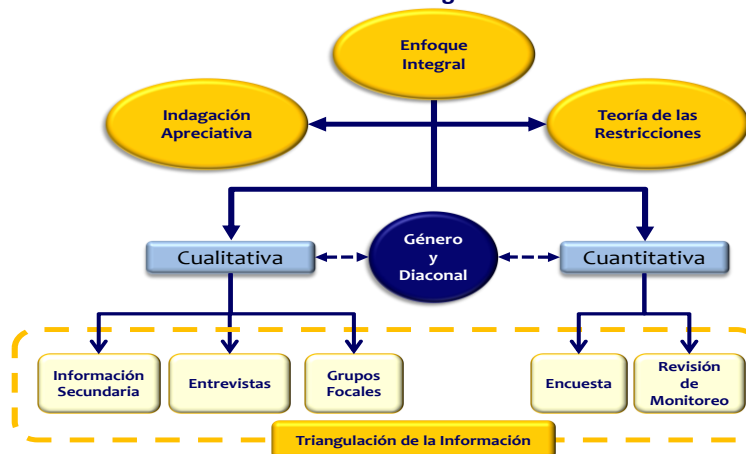 Enfoque
Integral
Indagación
Apreciativa
Teoría de las
Restricciones
Género
y
Diaconal
Cualitativa
Cuantitativa
Información
Secundaria
Entrevistas
Grupos
Focales
Encuesta
Revisión
de
Monitoreo
Triangulación de la Información